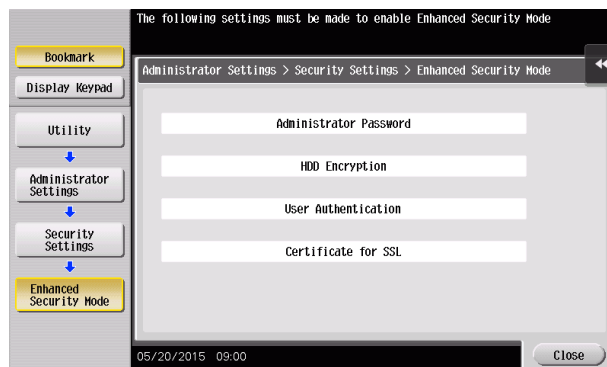 The following settings must be made to enable Enhanced Security Mode
Bookmark
Display Keypad
Utility
Administrator
Settings
Security
Settings
Enhanced
Security Mode
Administrator Settings > Security Settings > Enhanced Security Mode
Administrator Password
HDD Encryption
User Authentication
Certificate for SSL
05/20/2015 09:00
Close